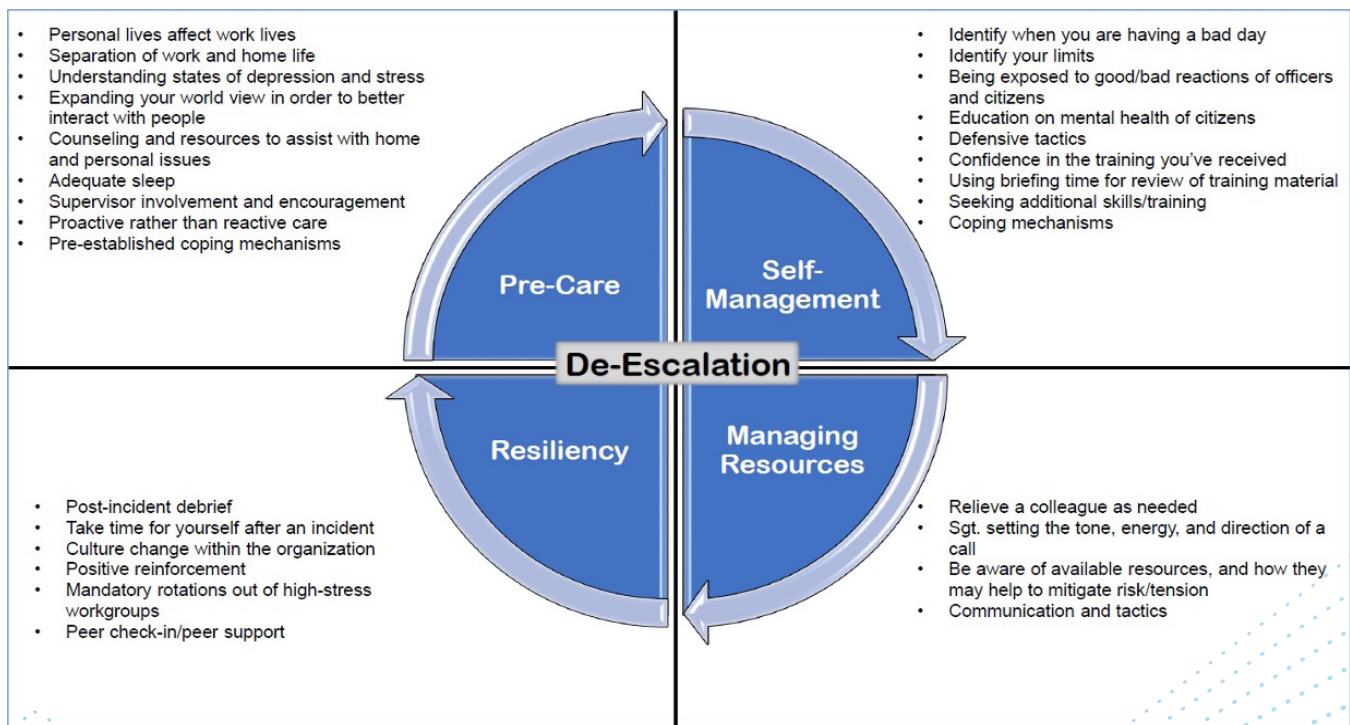 • Personal lives affect work lives
• Separation of work and home life
• Understanding states of depression and stress
• Expanding your world view in order to better
interact with people
• Counseling and resources to assist with home
and personal issues
• Adequate sleep
• Supervisor involvement and encouragement
• Proactive rather than reactive care
• Pre-established coping mechanisms
• Identify when you are having a bad day
• Identify your limits
• Being exposed to good/bad reactions of officers
and citizens
• Education on mental health of citizens
• Defensive tactics
• Confidence in the training you've received
• Using briefing time for review of training material
• Seeking additional skills/training
• Coping mechanisms
Pre-Care
Self-
Management
De-Escalation
Resiliency
Managing
Resources
• Post-incident debrief
• Take time for yourself after an incident
• Culture change within the organization
• Positive reinforcement
• Mandatory rotations out of high-stress
workgroups
• Peer check-in/peer support
• Relieve a colleague as needed
• Sgt. setting the tone, energy, and direction of a
call
• Be aware of available resources, and how they
may help to mitigate risk/tension
• Communication and tactics